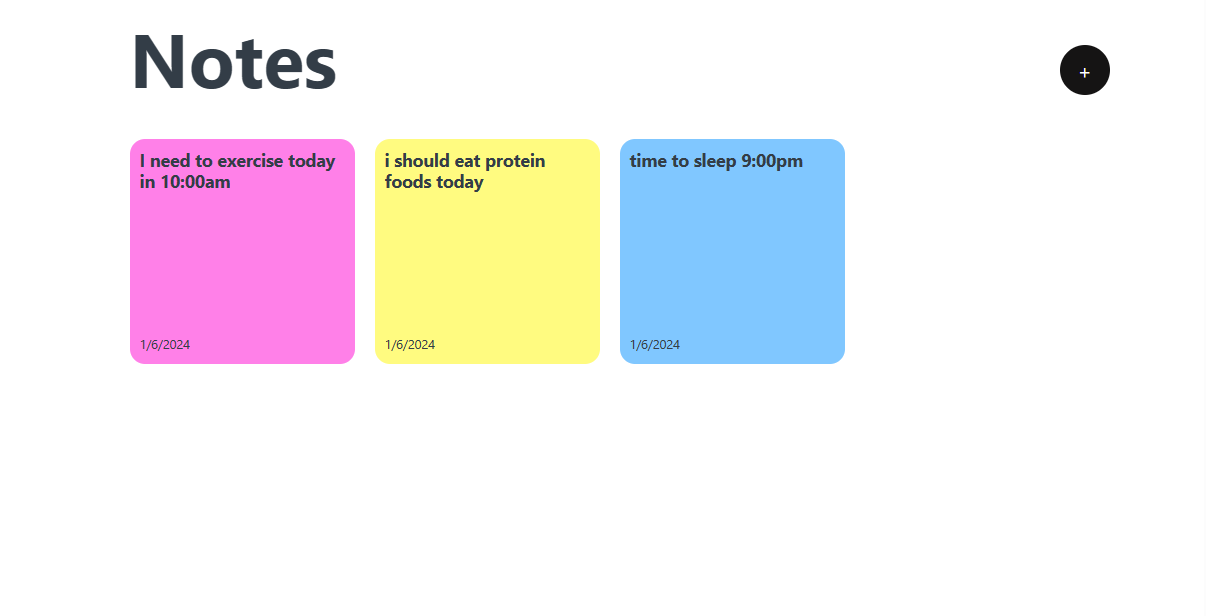 Notes
+
I need to exercise today
in 10:00am
i should eat protein
foods today
time to sleep 9:00pm
1/6/2024
1/6/2024
1/6/2024